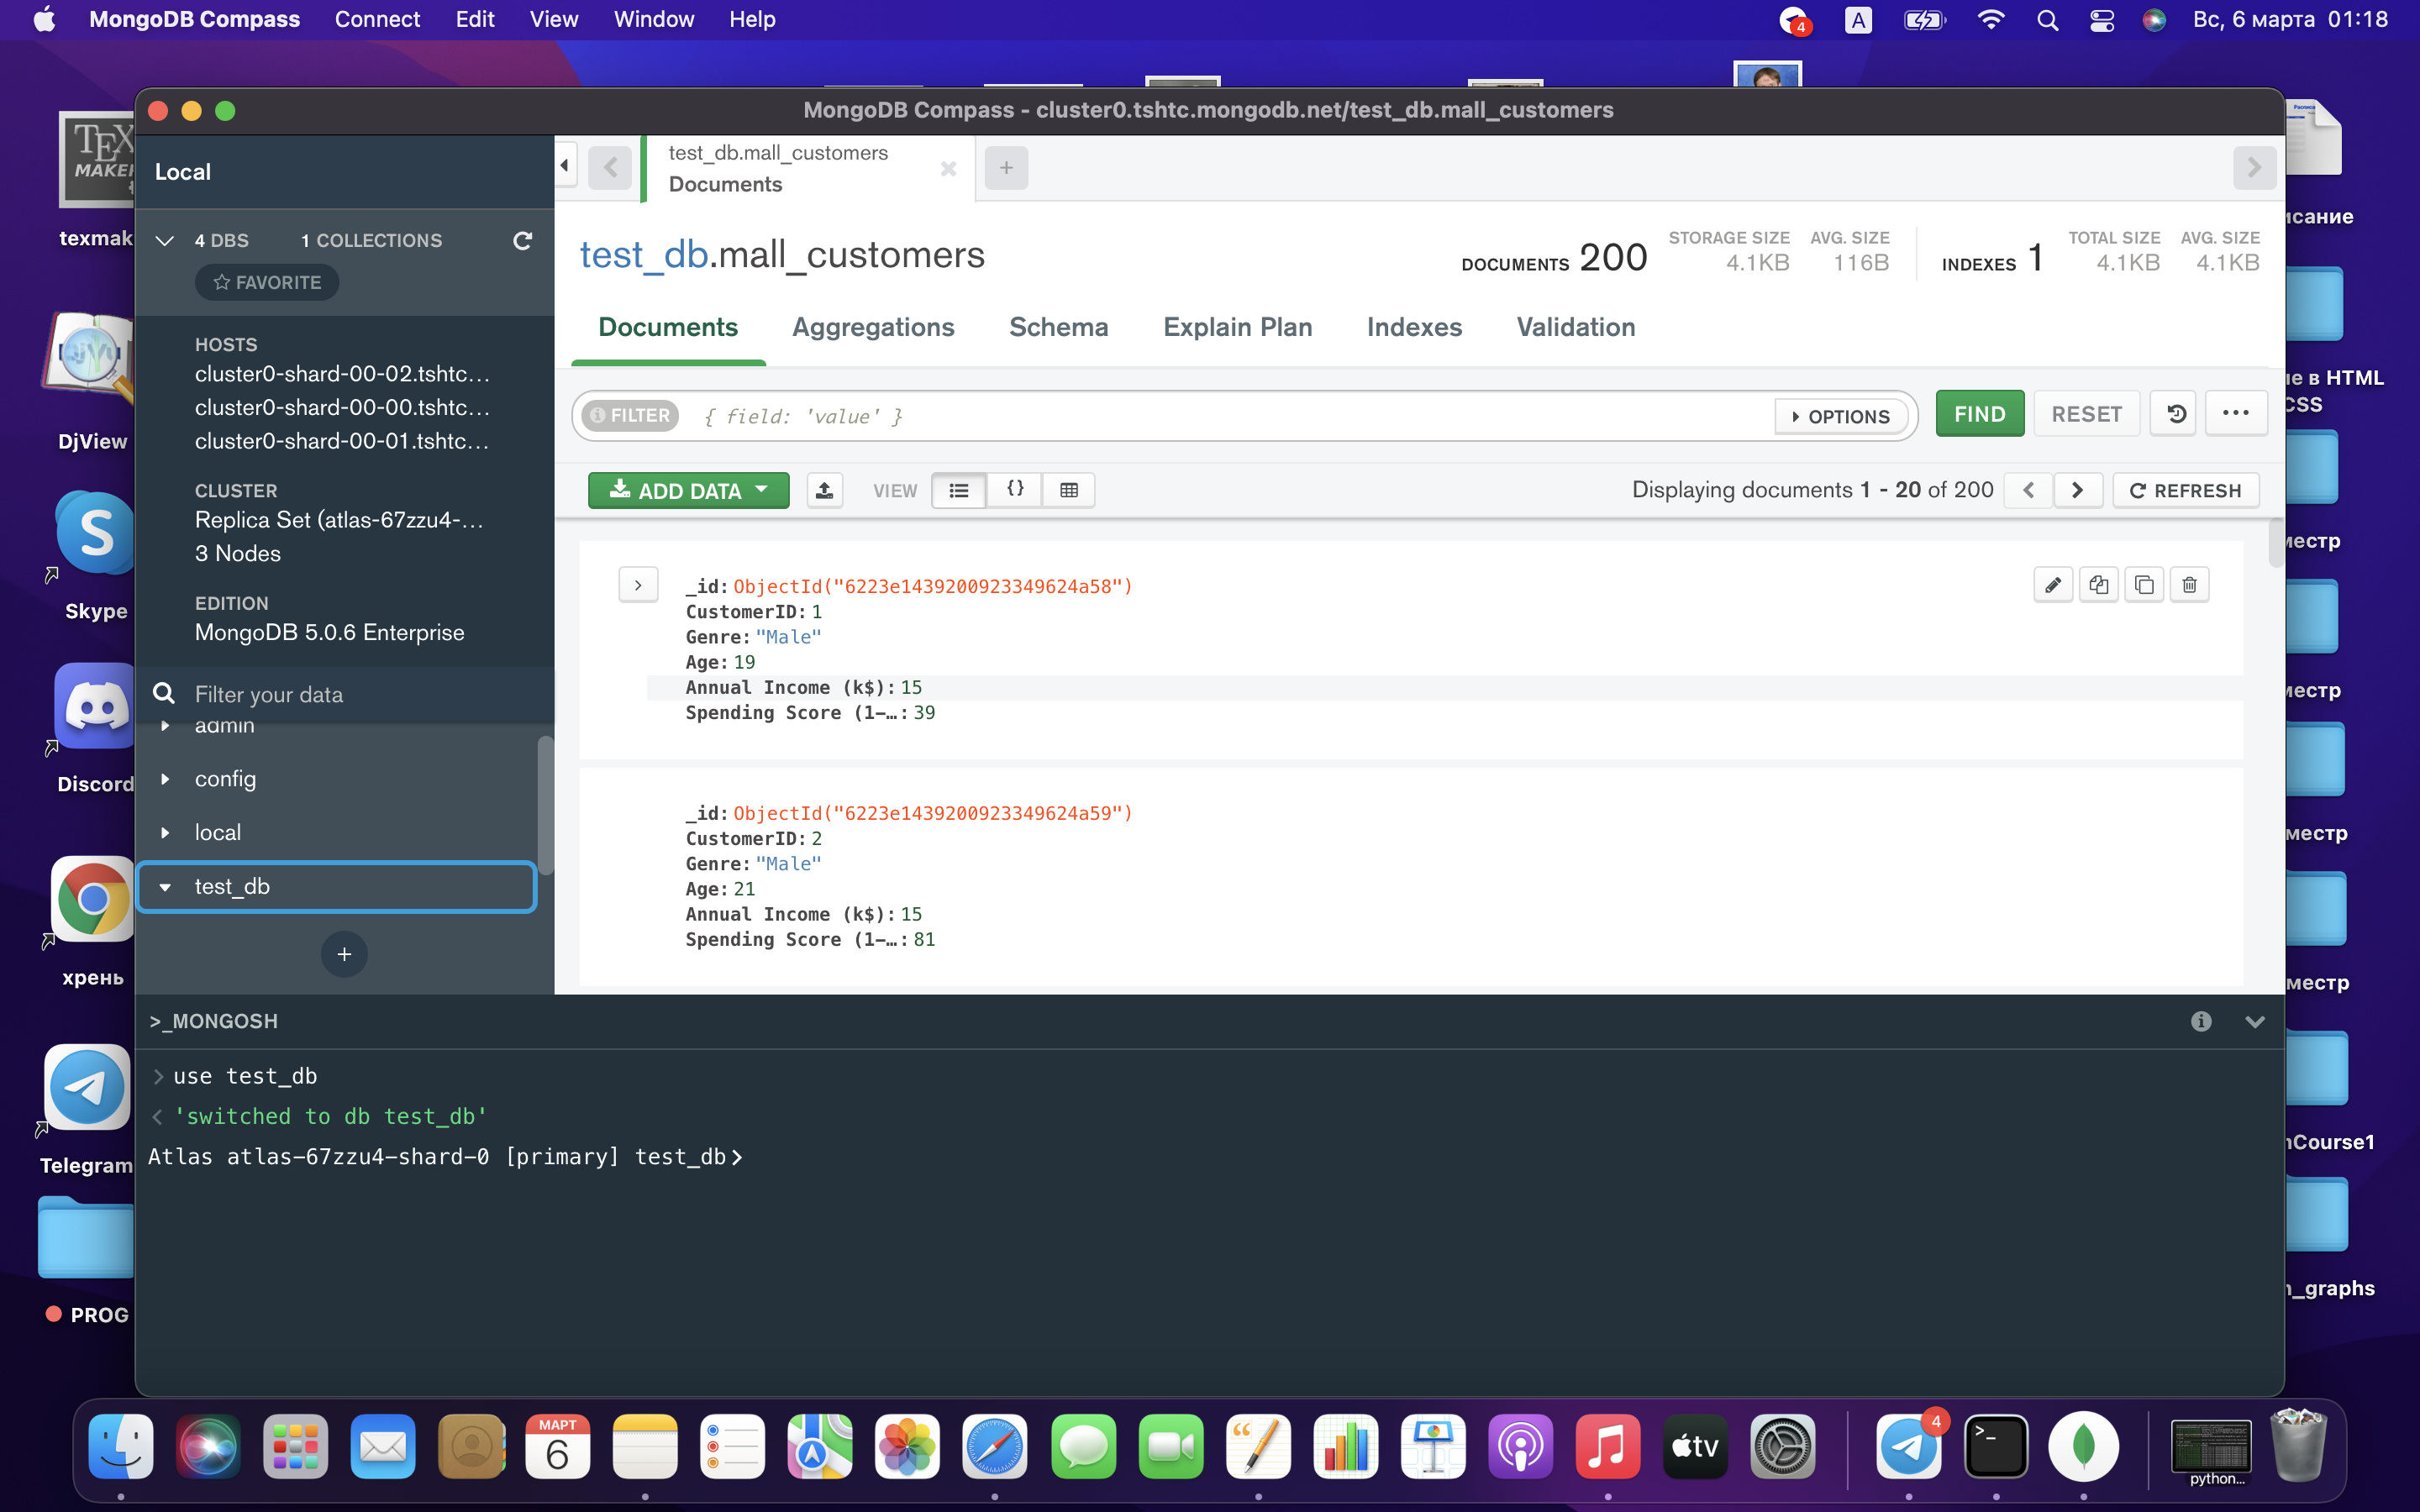 MongoDB Compass Connect Edit View Window Help
4 A Вс, 6 марта 01:18
MongoDB Compass - cluster0.tshtc.mongodb.net/test_db.mall_customers
Local
4 DBS 1 COLLECTIONS
FAVORITE
HOSTS
cluster0-shard-00-02.tshtc...
cluster0-shard-00-00.tshtc...
cluster0-shard-00-01.tshtc...
CLUSTER
Replica Set (atlas-67zzu4-...
3 Nodes
EDITION
MongoDB 5.0.6 Enterprise
Filter your data
admin
config
local
test_db
+
test_db.mall_customers
Documents
+
test_db.mall_customers
DOCUMENTS 200
STORAGE SIZE
4.1KB
AVG. SIZE
116B
INDEXES 1
TOTAL SIZE
4.1KB
AVG. SIZE
4.1KB
Documents Aggregations Schema Explain Plan Indexes Validation
FILTER { field: 'value' } OPTIONS FIND RESET ...
ADD DATA VIEW {} Displaying documents 1 - 20 of 200 REFRESH
_id: ObjectId("6223e1439200923349624a58")
CustomerID: 1
Genre: "Male"
Age: 19
Annual Income (k$): 15
Spending Score (1-…: 39
_id: ObjectId("6223e1439200923349624a59")
CustomerID: 2
Genre: "Male"
Age: 21
Annual Income (k$): 15
Spending Score (1-…: 81
>_MONGOSH
> use test_db
< 'switched to db test_db'
Atlas atlas-67zzu4-shard-0 [primary] test_db>
TEX
MAKE
texmak
DjView
Skype
Discord
хрень
Telegram
PROG
исание
е в HTML
CSS
местр
местр
местр
местр
nCourse1
_graphs
МАРТ
6
tv
4
>_
python...